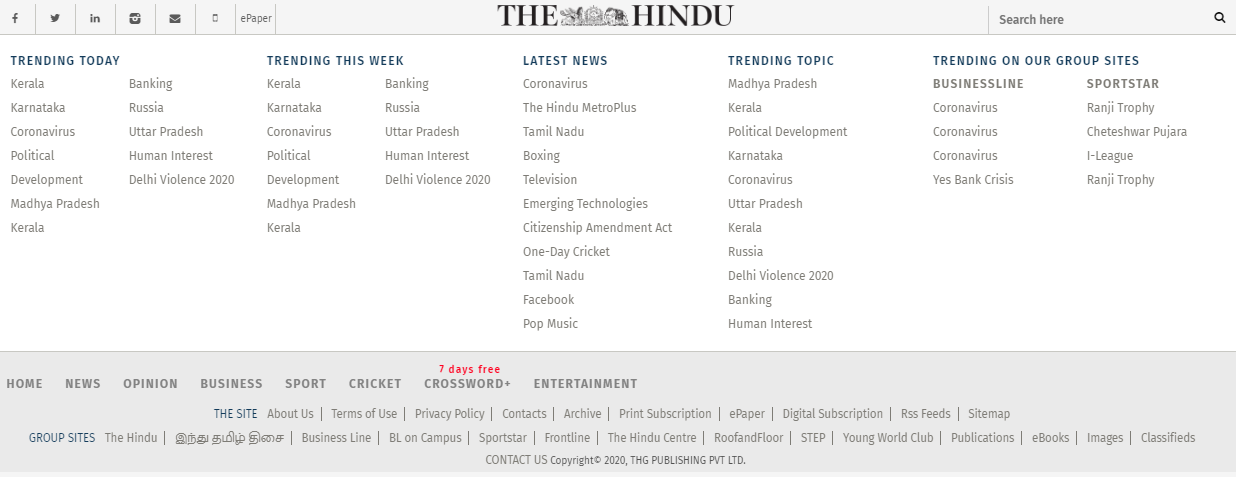 ePaper
THE HINDU
Search here
TRENDING TODAY
Kerala
Karnataka
Coronavirus
Political
Development
Madhya Pradesh
Kerala
Banking
Russia
Uttar Pradesh
Human Interest
Delhi Violence 2020
TRENDING THIS WEEK
Kerala
Karnataka
Coronavirus
Political
Development
Madhya Pradesh
Kerala
Banking
Russia
Uttar Pradesh
Human Interest
Delhi Violence 2020
LATEST NEWS
Coronavirus
The Hindu MetroPlus
Tamil Nadu
Boxing
Television
Emerging Technologies
Citizenship Amendment Act
One-Day Cricket
Tamil Nadu
Facebook
Pop Music
TRENDING TOPIC
Madhya Pradesh
Kerala
Political Development
Karnataka
Coronavirus
Uttar Pradesh
Kerala
Russia
Delhi Violence 2020
Banking
Human Interest
TRENDING ON OUR GROUP SITES
BUSINESSLINE
Coronavirus
Coronavirus
Coronavirus
Yes Bank Crisis
SPORTSTAR
Ranji Trophy
Cheteshwar Pujara
I-League
Ranji Trophy
7 days free
HOME NEWS OPINION BUSINESS SPORT CRICKET CROSSWORD+ ENTERTAINMENT
THE SITE About Us | Terms of Use | Privacy Policy | Contacts | Archive | Print Subscription | ePaper | Digital Subscription | Rss Feeds | Sitemap
GROUP SITES The Hindu | இந்து தமிழ் திசை | Business Line | BL on Campus | Sportstar | Frontline | The Hindu Centre | RoofandFloor | STEP | Young World Club | Publications | eBooks | Images | Classifieds
CONTACT US Copyright© 2020, THG PUBLISHING PVT LTD.